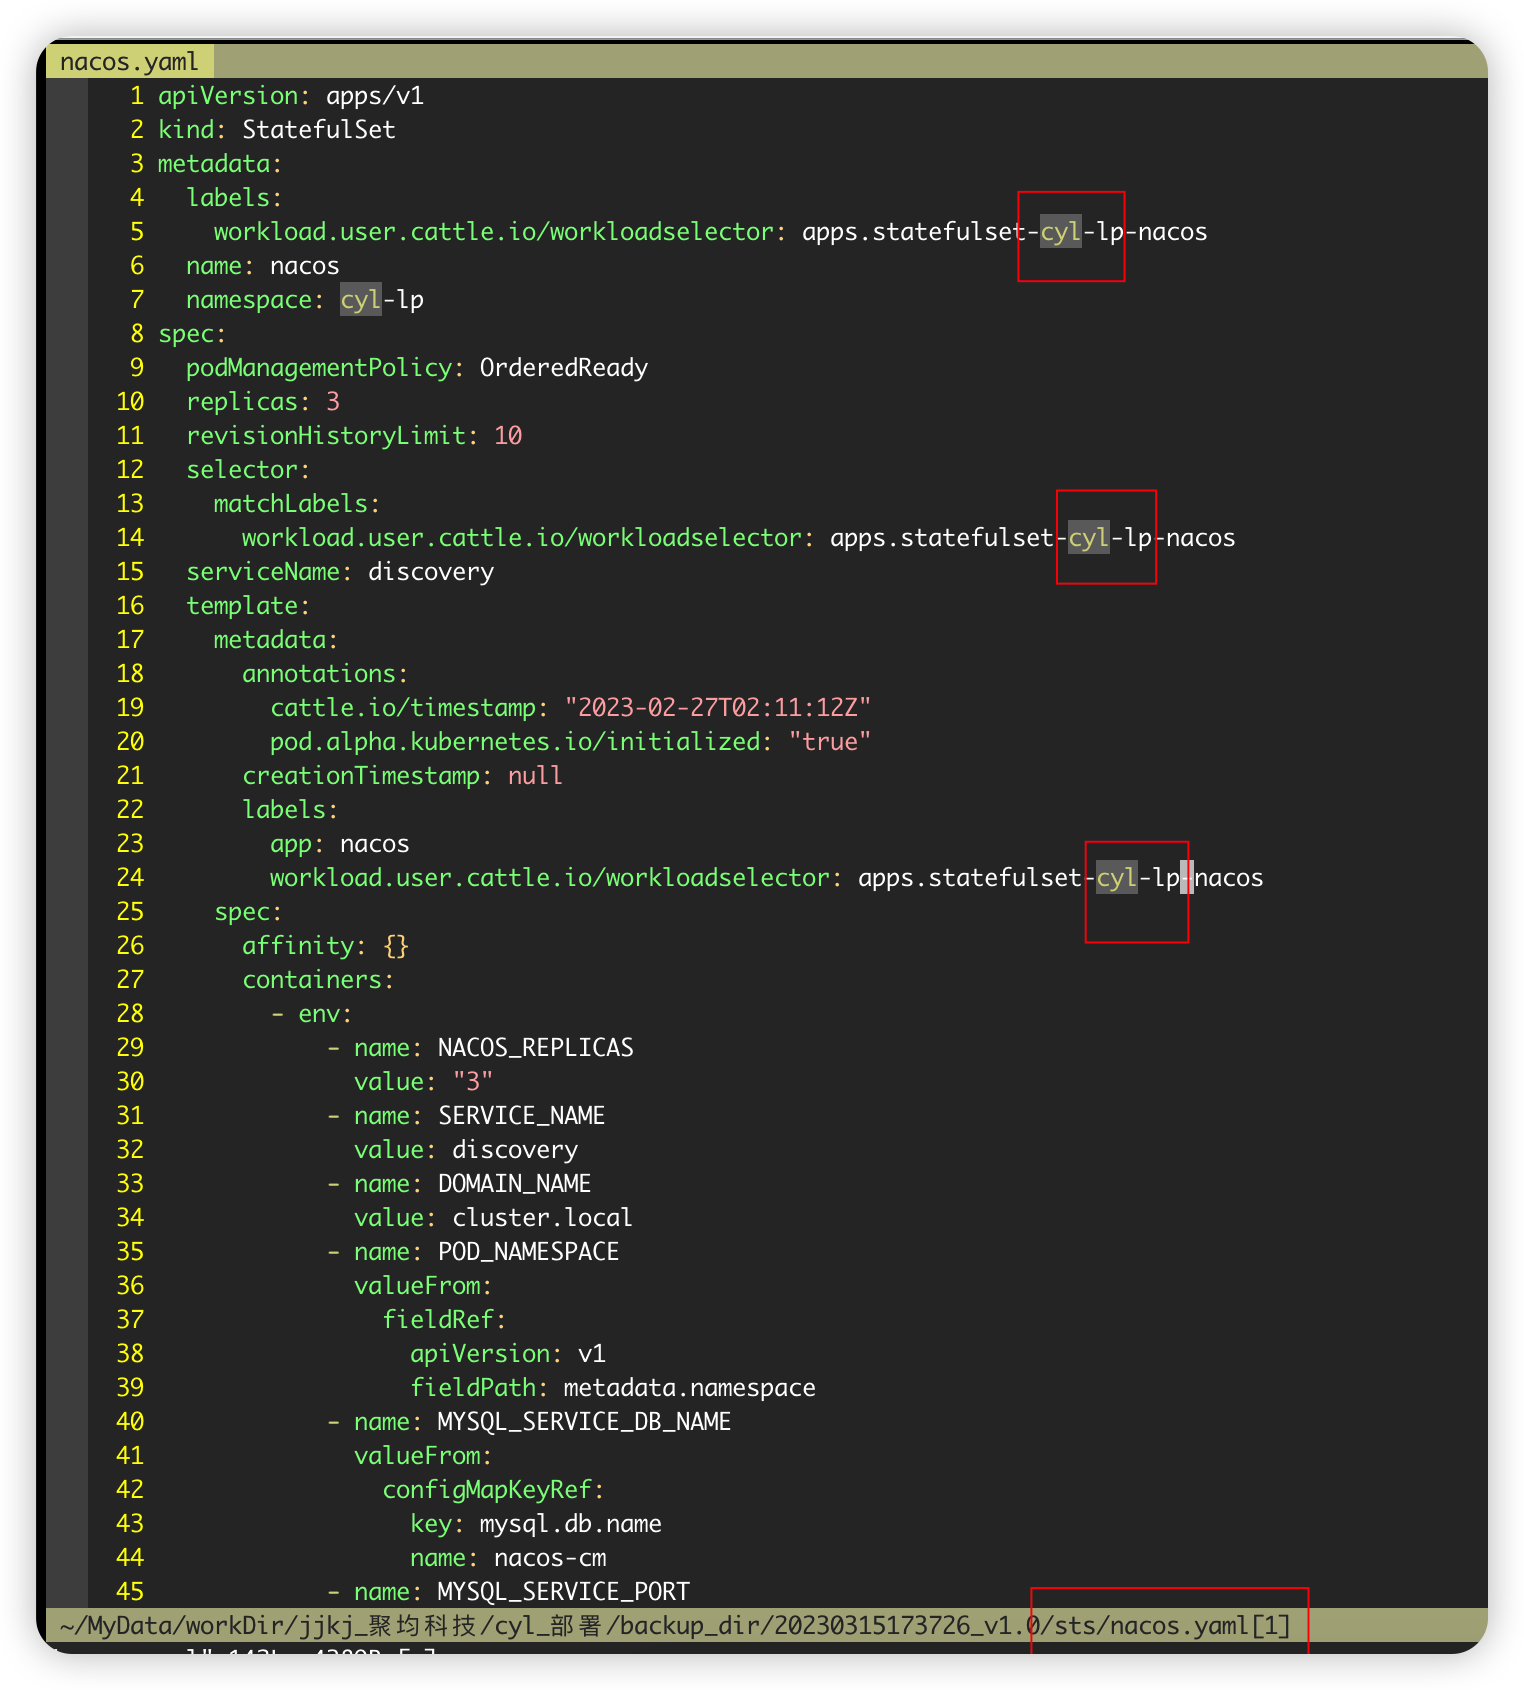 nacos.yaml
1 apiVersion: apps/v1
2 kind: StatefulSet
3 metadata:
4   labels:
5     workload.user.cattle.io/workloadselector: apps.statefulset-cyl-lp-nacos
6   name: nacos
7   namespace: cyl-lp
8 spec:
9   podManagementPolicy: OrderedReady
10   replicas: 3
11   revisionHistoryLimit: 10
12   selector:
13     matchLabels:
14       workload.user.cattle.io/workloadselector: apps.statefulset-cyl-lp-nacos
15   serviceName: discovery
16   template:
17     metadata:
18       annotations:
19         cattle.io/timestamp: "2023-02-27T02:11:12Z"
20         pod.alpha.kubernetes.io/initialized: "true"
21       creationTimestamp: null
22       labels:
23         app: nacos
24         workload.user.cattle.io/workloadselector: apps.statefulset-cyl-lp-nacos
25     spec:
26       affinity: {}
27       containers:
28         - env:
29             - name: NACOS_REPLICAS
30               value: "3"
31             - name: SERVICE_NAME
32               value: discovery
33             - name: DOMAIN_NAME
34               value: cluster.local
35             - name: POD_NAMESPACE
36               valueFrom:
37                 fieldRef:
38                   apiVersion: v1
39                   fieldPath: metadata.namespace
40             - name: MYSQL_SERVICE_DB_NAME
41               valueFrom:
42                 configMapKeyRef:
43                   key: mysql.db.name
44                   name: nacos-cm
45             - name: MYSQL_SERVICE_PORT
~/MyData/workDir/jjkj_聚均科技/cyl_部署/backup_dir/20230315173726_v1.0/sts/nacos.yaml[1]